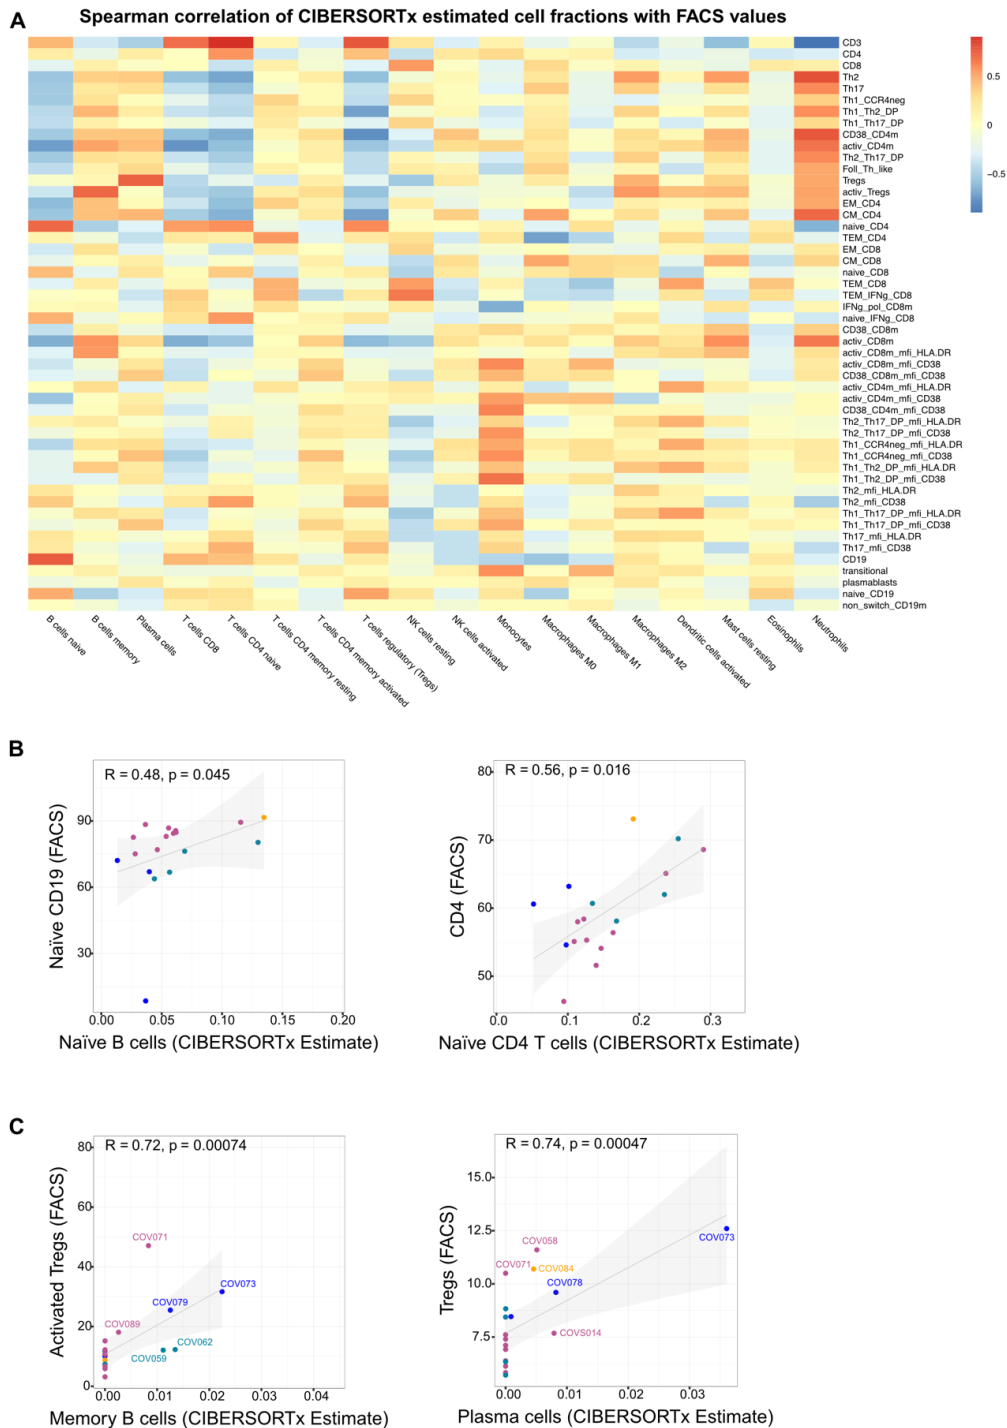 A
Spearman correlation of CIBERSORTx estimated cell fractions with FACS values
CD3
CD4
CD8
Th2
Th17
Th1_CCR4neg
Th1_Th2_DP
Th1_Th17_DP
CD38_CD4m
activ_CD4m
Th2_Th17_DP
Foll_Th_like
Tregs
activ_Tregs
EM_CD4
CM_CD4
naive_CD4
TEM_CD4
EM_CD8
CM_CD8
naive_CD8
TEM_CD8
TEM_IFNg_CD8
IFNg_pol_CD8m
naive_IFNg_CD8
CD38_CD8m
activ_CD8m
activ_CD8m_mfi_HLA.DR
activ_CD8m_mfi_CD38
CD38_CD8m_mfi_CD38
activ_CD4m_mfi_HLA.DR
activ_CD4m_mfi_CD38
CD38_CD4m_mfi_CD38
Th2_Th17_DP_mfi_HLA.DR
Th2_Th17_DP_mfi_CD38
Th1_CCR4neg_mfi_HLA.DR
Th1_CCR4neg_mfi_CD38
Th1_Th2_DP_mfi_HLA.DR
Th1_Th2_DP_mfi_CD38
Th2_mfi_HLA.DR
Th2_mfi_CD38
Th1_Th17_DP_mfi_HLA.DR
Th1_Th17_DP_mfi_CD38
Th17_mfi_HLA.DR
Th17_mfi_CD38
CD19
transitional
plasmablasts
naive_CD19
non_switch_CD19m
0.5
0
−0.5
B cells naive
B cells memory
Plasma cells
T cells CD8
T cells CD4 naive
T cells CD4 memory resting
T cells CD4 memory activated
T cells regulatory (Tregs)
NK cells resting
NK cells activated
Monocytes
Macrophages M0
Macrophages M1
Macrophages M2
Dendritic cells activated
Mast cells resting
Eosinophils
Neutrophils
B
R = 0.48, p = 0.045
Naïve CD19 (FACS)
90
60
30
0.00
0.05
0.10
0.15
0.20
Naïve B cells (CIBERSORTx Estimate)
R = 0.56, p = 0.016
CD4 (FACS)
80
70
60
50
0.0
0.1
0.2
0.3
Naïve CD4 T cells (CIBERSORTx Estimate)
C
R = 0.72, p = 0.00074
Activated Tregs (FACS)
80
60
40
20
0
COV071
COV073
COV079
COV089
COV062
COV059
0.00
0.01
0.02
0.03
0.04
Memory B cells (CIBERSORTx Estimate)
R = 0.74, p = 0.00047
Tregs (FACS)
15.0
12.5
10.0
7.5
COV058
COV073
COV071
COV084
COV078
COVS014
0.00
0.01
0.02
0.03
Plasma cells (CIBERSORTx Estimate)